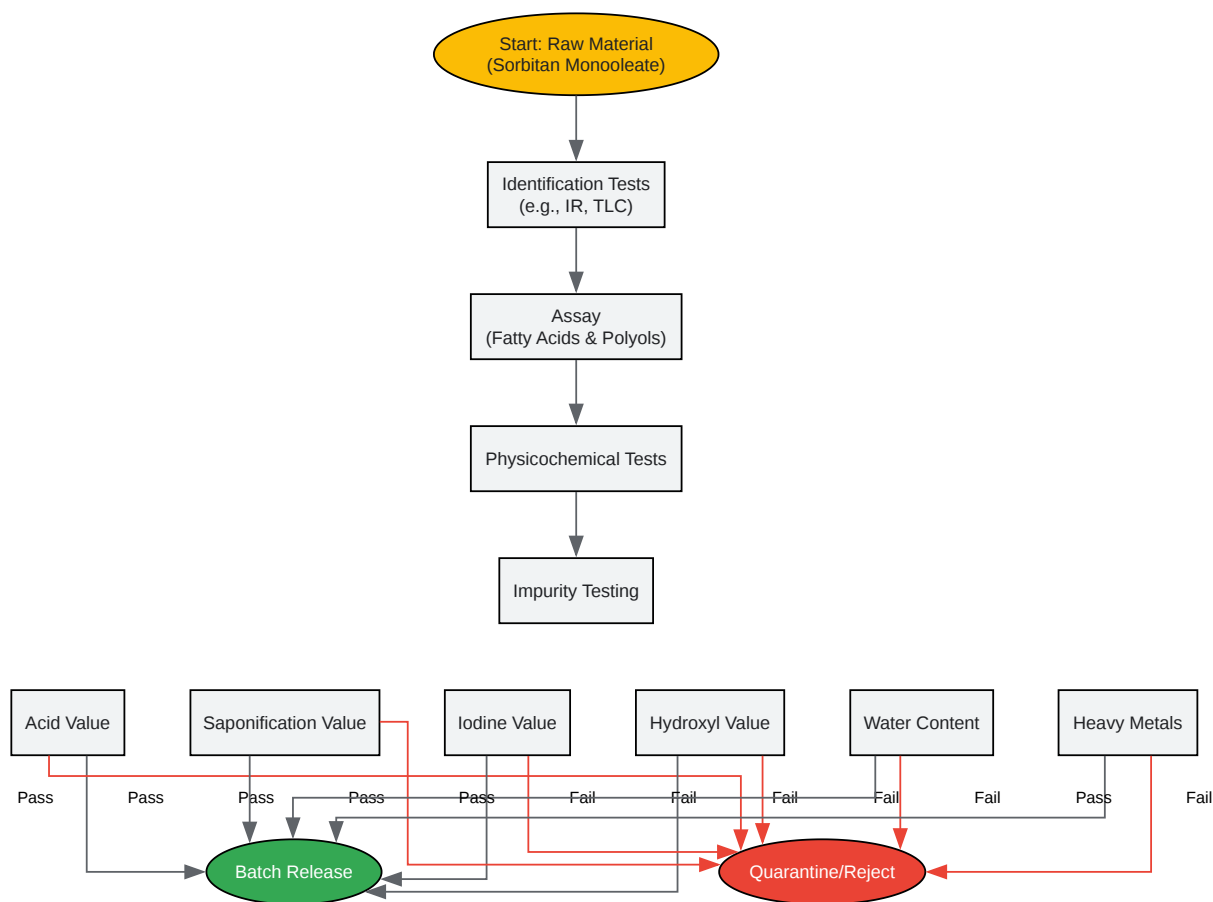 Start: Raw Material
(Sorbitan Monooleate)
Identification Tests
(e.g., IR, TLC)
Assay
(Fatty Acids & Polyols)
Physicochemical Tests
Impurity Testing
Acid Value
Saponification Value
Iodine Value
Hydroxyl Value
Water Content
Heavy Metals
Pass
Pass
Pass
Pass
Pass
Fail
Fail
Fail
Fail
Fail
Pass
Fail
Batch Release
Quarantine/Reject